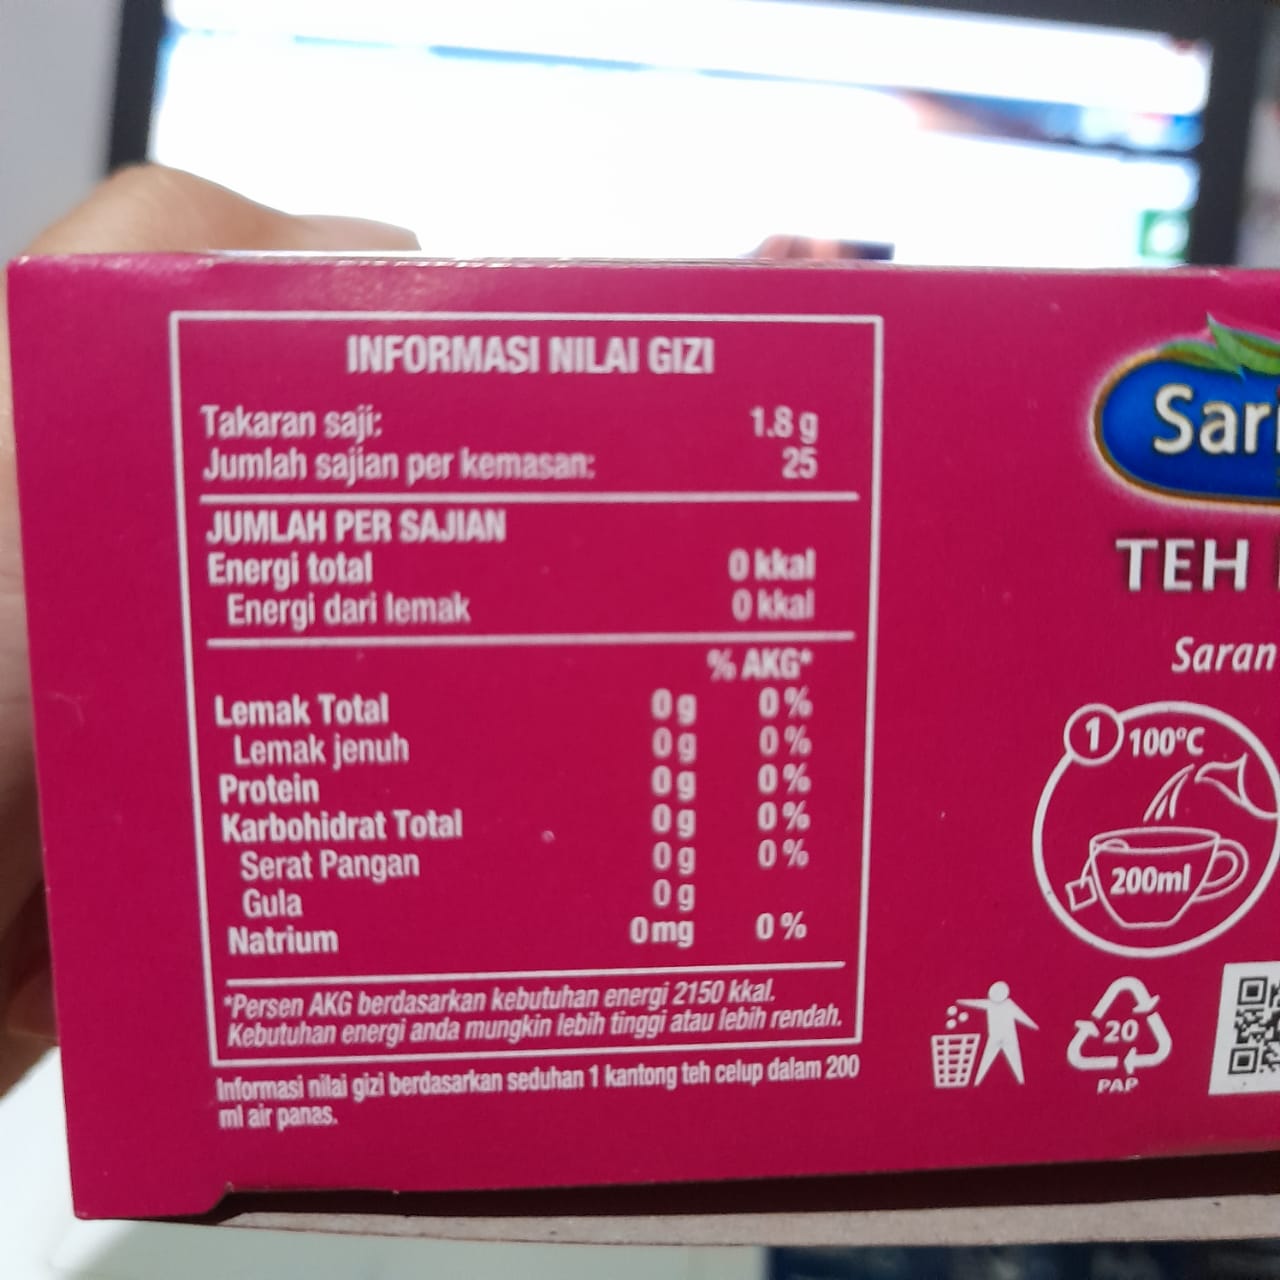 INFORMASI NILAI GIZI
Takaran saji: 1.8 g
Jumlah sajian per kemasan: 25
JUMLAH PER SAJIAN
Energi total 0 kkal
Energi dari lemak 0 kkal
% AKG*
Lemak Total 0 g 0 %
Lemak jenuh 0 g 0 %
Protein 0 g 0 %
Karbohidrat Total 0 g 0 %
Serat Pangan 0 g 0 %
Gula 0 g
Natrium 0 mg 0 %
*Persen AKG berdasarkan kebutuhan energi 2150 kkal.
Kebutuhan energi anda mungkin lebih tinggi atau lebih rendah.
Informasi nilai gizi berdasarkan seduhan 1 kantong teh celup dalam 200
ml air panas.
Sari
TEH
Saran
1 100°C
200ml
20
PAP